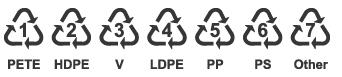 1 2 3 4 5 6 7
PETE HDPE V LDPE PP PS Other